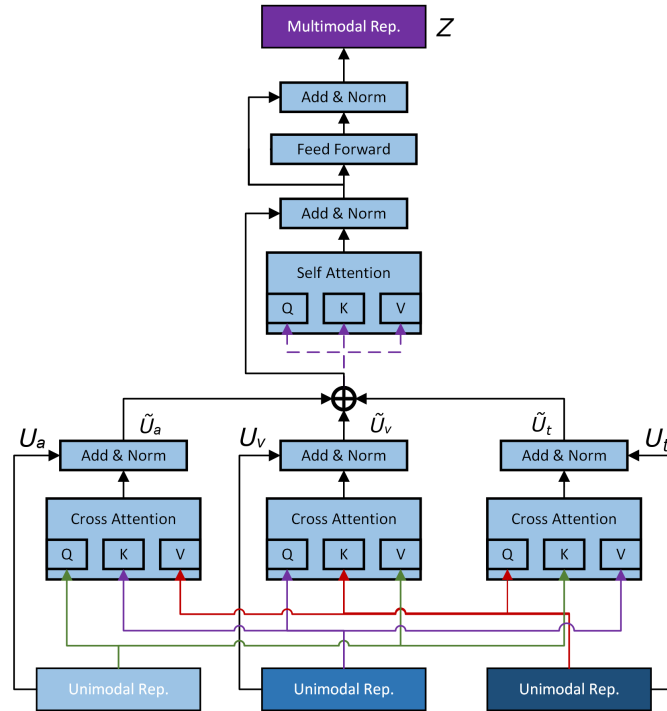 Multimodal Rep. Z
Add & Norm
Feed Forward
Add & Norm
Self Attention
Q K V
Ũa Ũv Ũt
Ua Uv Ut
Add & Norm Add & Norm Add & Norm
Cross Attention Cross Attention Cross Attention
Q K V Q K V Q K V
Unimodal Rep. Unimodal Rep. Unimodal Rep.